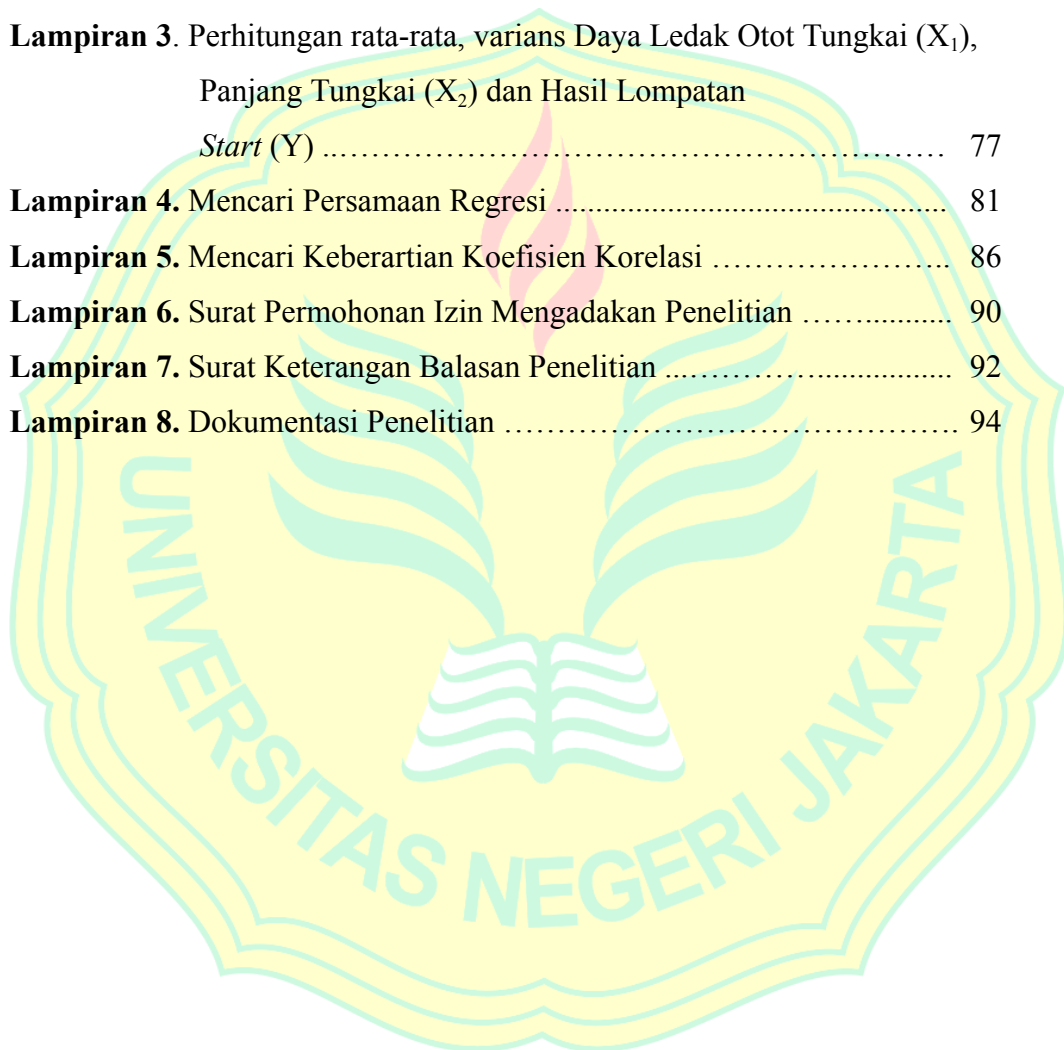 Lampiran 3. Perhitungan rata-rata, varians Daya Ledak Otot Tungkai (X₁),
Panjang Tungkai (X₂) dan Hasil Lompatan
Start (Y) ..………………………………………………… 77
Lampiran 4. Mencari Persamaan Regresi ............................................. 81
Lampiran 5. Mencari Keberartian Koefisien Korelasi ………………….. 86
Lampiran 6. Surat Permohonan Izin Mengadakan Penelitian ……........... 90
Lampiran 7. Surat Keterangan Balasan Penelitian ..…………................. 92
Lampiran 8. Dokumentasi Penelitian ……………………………………. 94
UNIVERSITAS NEGERI JAKARTA